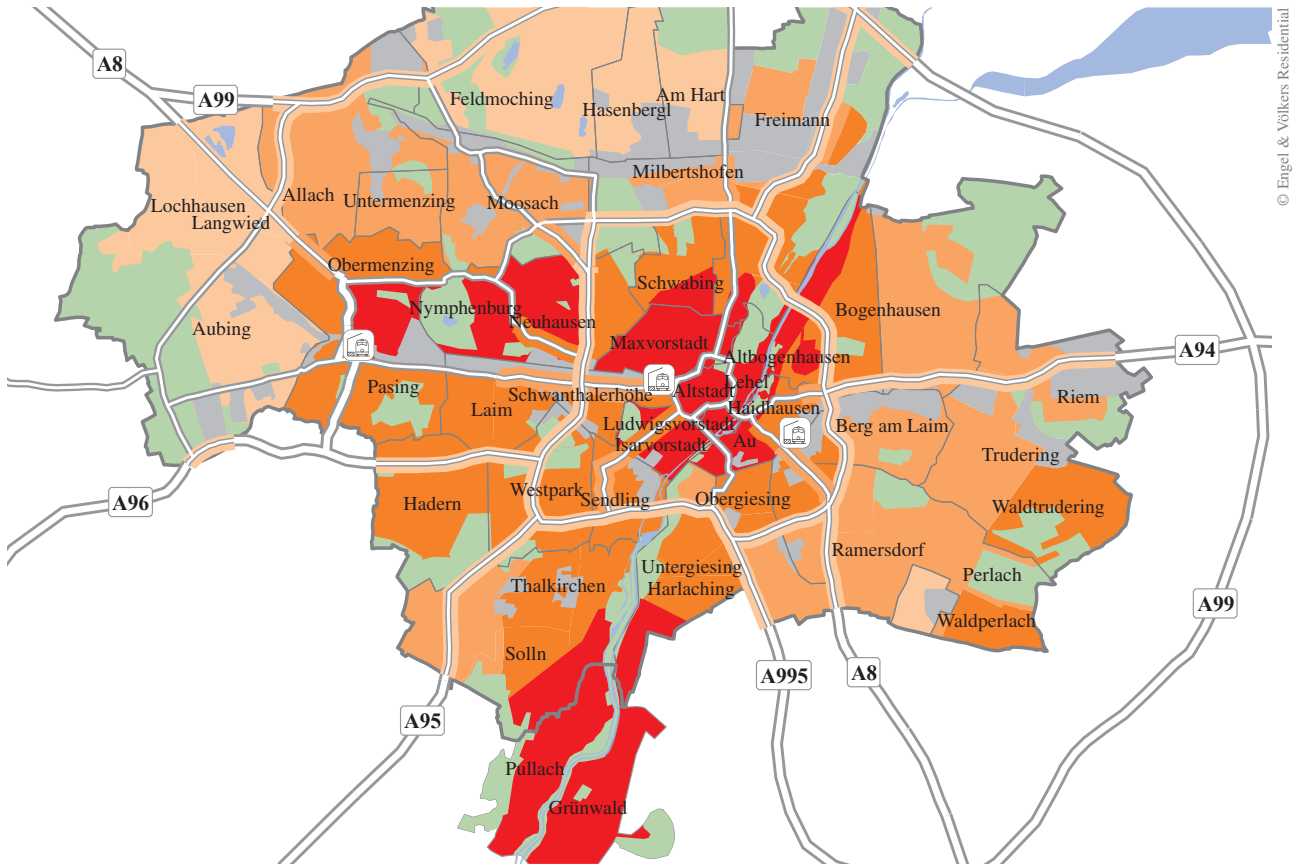 © Engel & Völkers Residential
A8
A99
Feldmoching
Hasenbergl
Am Hart
Freimann
Milbertshofen
Lochhausen
Langwied
Allach
Untermenzing
Moosach
Obermenzing
Schwabing
Nymphenburg
Neuhausen
Bogenhausen
Aubing
Maxvorstadt
Altbogenhausen
A94
Pasing
Laim
Schwanthalerhöhe
Altstadt
Lehel
Haidhausen
Riem
Ludwigsvorstadt
Isarvorstadt
Au
Berg am Laim
Trudering
A96
Hadern
Westpark
Sendling
Obergiesing
Waldtrudering
Ramersdorf
Perlach
Thalkirchen
Untergiesing
Harlaching
A99
Waldperlach
Solln
A995
A8
A95
Pullach
Grünwald